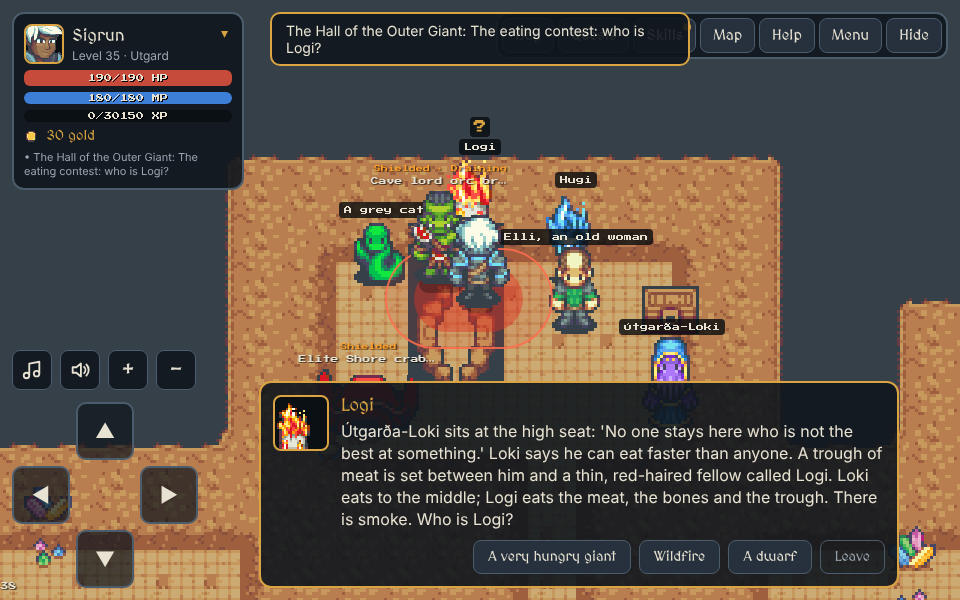 Sigrun
Level 35 · Utgard
190/190 HP
180/180 MP
0/30150 XP
30 gold
• The Hall of the Outer Giant: The
eating contest: who is Logi?
The Hall of the Outer Giant: The eating contest: who is
Logi?
Skills
Map
Help
Menu
Hide
?
Logi
Shielded · Draining
Cave lord orc br…
Hugi
A grey cat
Elli, an old woman
Útgarða-Loki
Shielded
Elite Shore crab…
Logi
Útgarða-Loki sits at the high seat: 'No one stays here who is not the
best at something.' Loki says he can eat faster than anyone. A trough of
meat is set between him and a thin, red-haired fellow called Logi. Loki
eats to the middle; Logi eats the meat, the bones and the trough. There
is smoke. Who is Logi?
A very hungry giant
Wildfire
A dwarf
Leave
3s